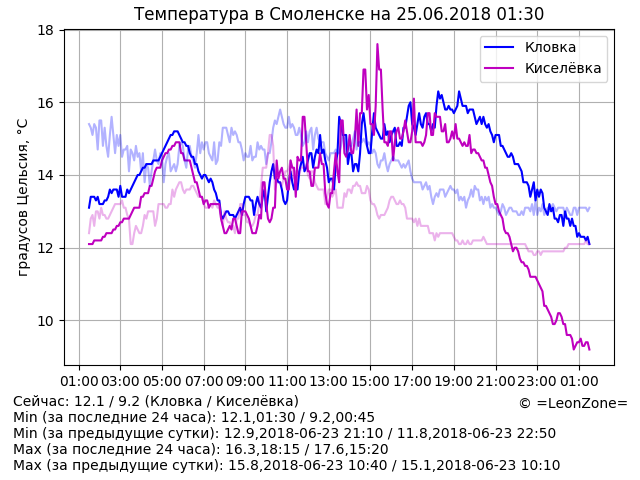 Температура в Смоленске на 25.06.2018 01:30
градусов Цельсия, °C
18
16
14
12
10
Кловка
Киселёвка
01:00 03:00 05:00 07:00 09:00 11:00 13:00 15:00 17:00 19:00 21:00 23:00 01:00
Сейчас: 12.1 / 9.2 (Кловка / Киселёвка)
© =LeonZone=
Min (за последние 24 часа): 12.1,01:30 / 9.2,00:45
Min (за предыдущие сутки): 12.9,2018-06-23 21:10 / 11.8,2018-06-23 22:50
Max (за последние 24 часа): 16.3,18:15 / 17.6,15:20
Max (за предыдущие сутки): 15.8,2018-06-23 10:40 / 15.1,2018-06-23 10:10